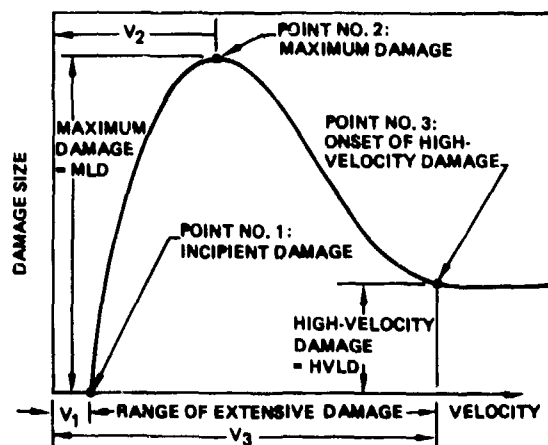 V2
POINT NO. 2:
MAXIMUM DAMAGE
MAXIMUM
DAMAGE
= MLD
POINT NO. 3:
ONSET OF HIGH-
VELOCITY DAMAGE
DAMAGE SIZE
POINT NO. 1:
INCIPIENT DAMAGE
HIGH-VELOCITY
DAMAGE
= HVLD
V1 RANGE OF EXTENSIVE DAMAGE VELOCITY
V3